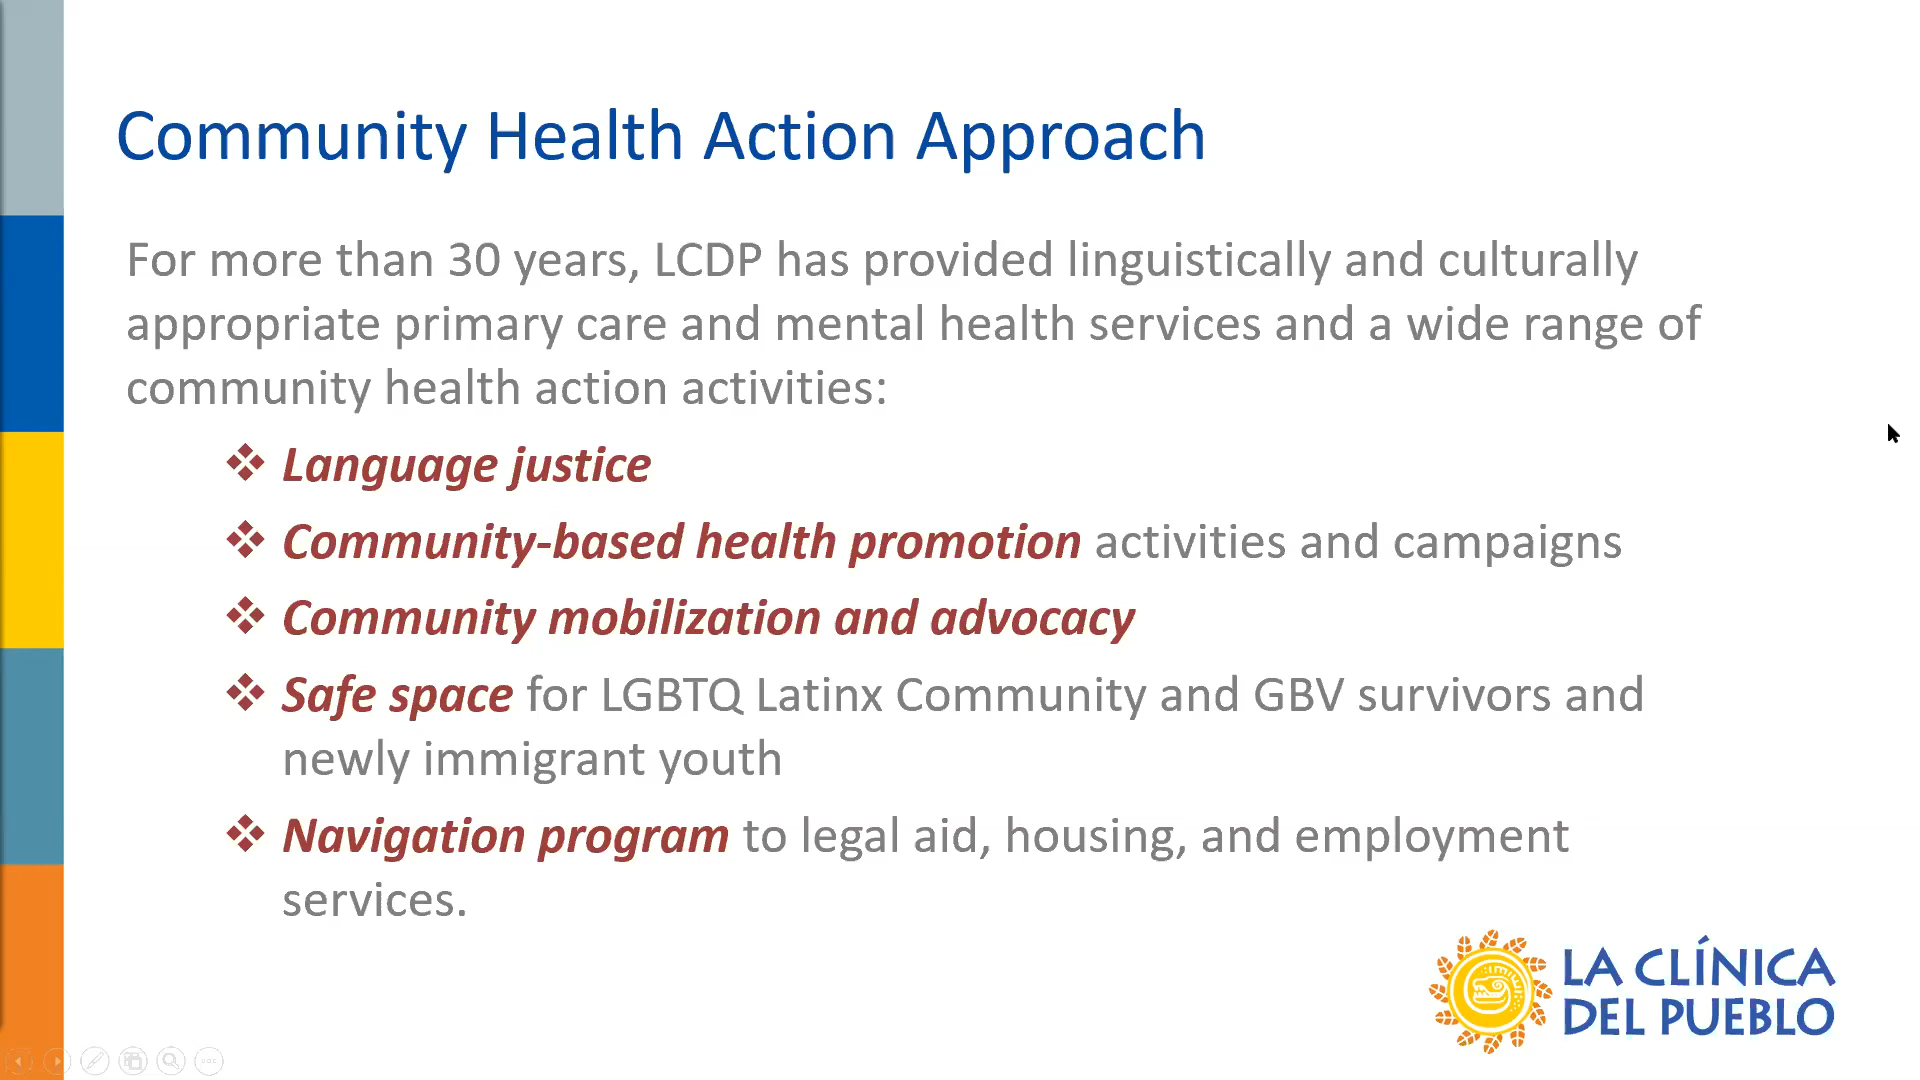 Community Health Action Approach
For more than 30 years, LCDP has provided linguistically and culturally
appropriate primary care and mental health services and a wide range of
community health action activities:
❖ Language justice
❖ Community-based health promotion activities and campaigns
❖ Community mobilization and advocacy
❖ Safe space for LGBTQ Latinx Community and GBV survivors and
newly immigrant youth
❖ Navigation program to legal aid, housing, and employment
services.
LA CLÍNICA
DEL PUEBLO